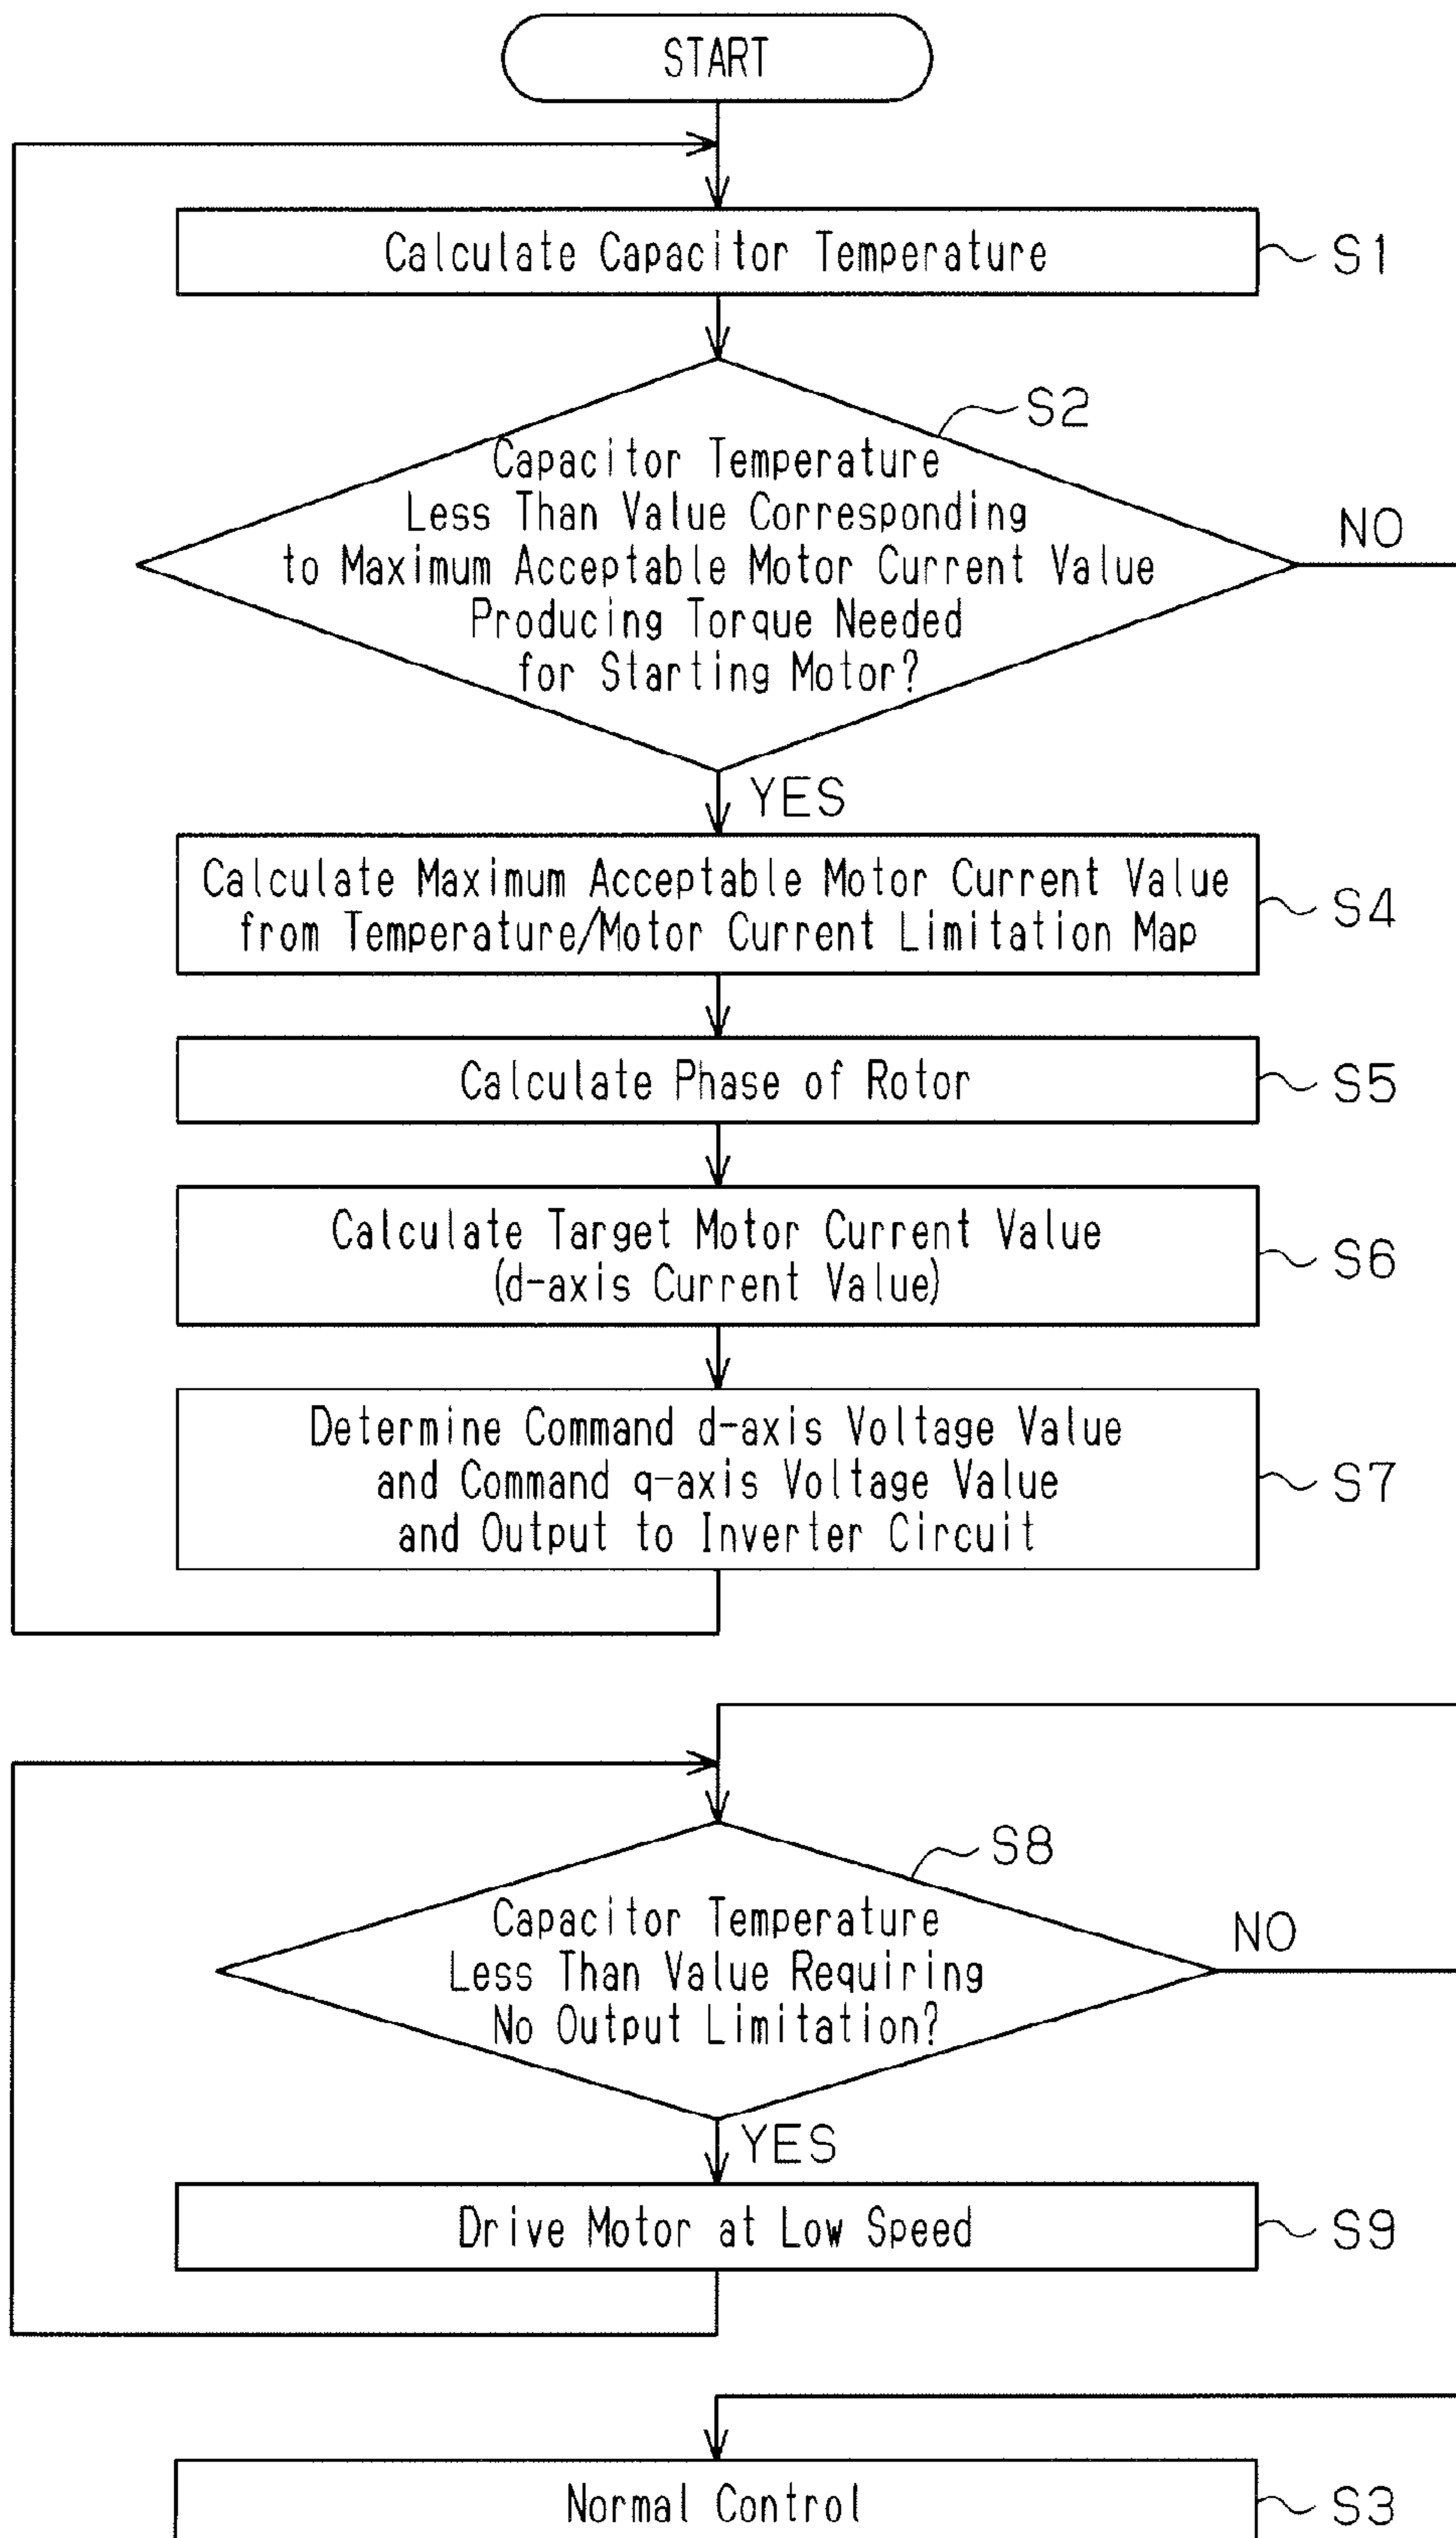 START
Calculate Capacitor Temperature
S1
S2
Capacitor Temperature
Less Than Value Corresponding
to Maximum Acceptable Motor Current Value
Producing Torque Needed
for Starting Motor?
NO
YES
Calculate Maximum Acceptable Motor Current Value
from Temperature/Motor Current Limitation Map
S4
Calculate Phase of Rotor
S5
Calculate Target Motor Current Value
(d-axis Current Value)
S6
Determine Command d-axis Voltage Value
and Command q-axis Voltage Value
and Output to Inverter Circuit
S7
S8
Capacitor Temperature
Less Than Value Requiring
No Output Limitation?
NO
YES
Drive Motor at Low Speed
S9
Normal Control
S3